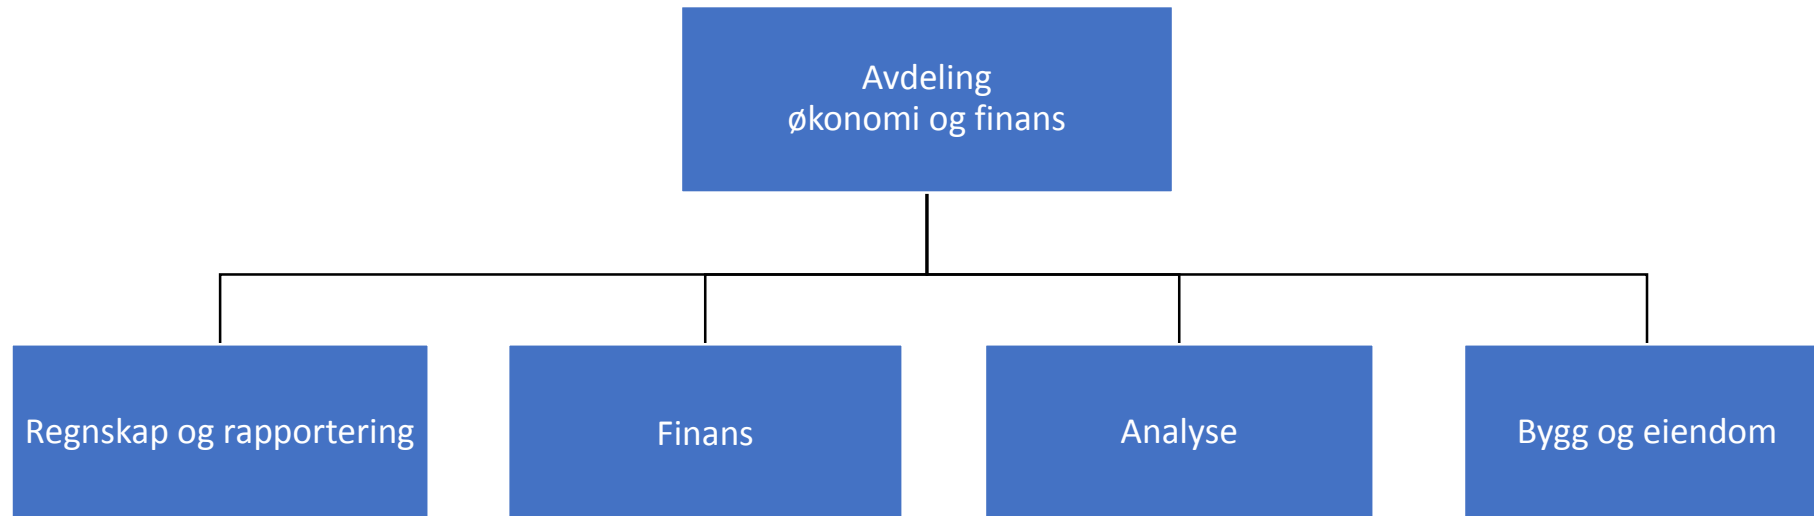 Avdeling
økonomi og finans
Regnskap og rapportering
Finans
Analyse
Bygg og eiendom